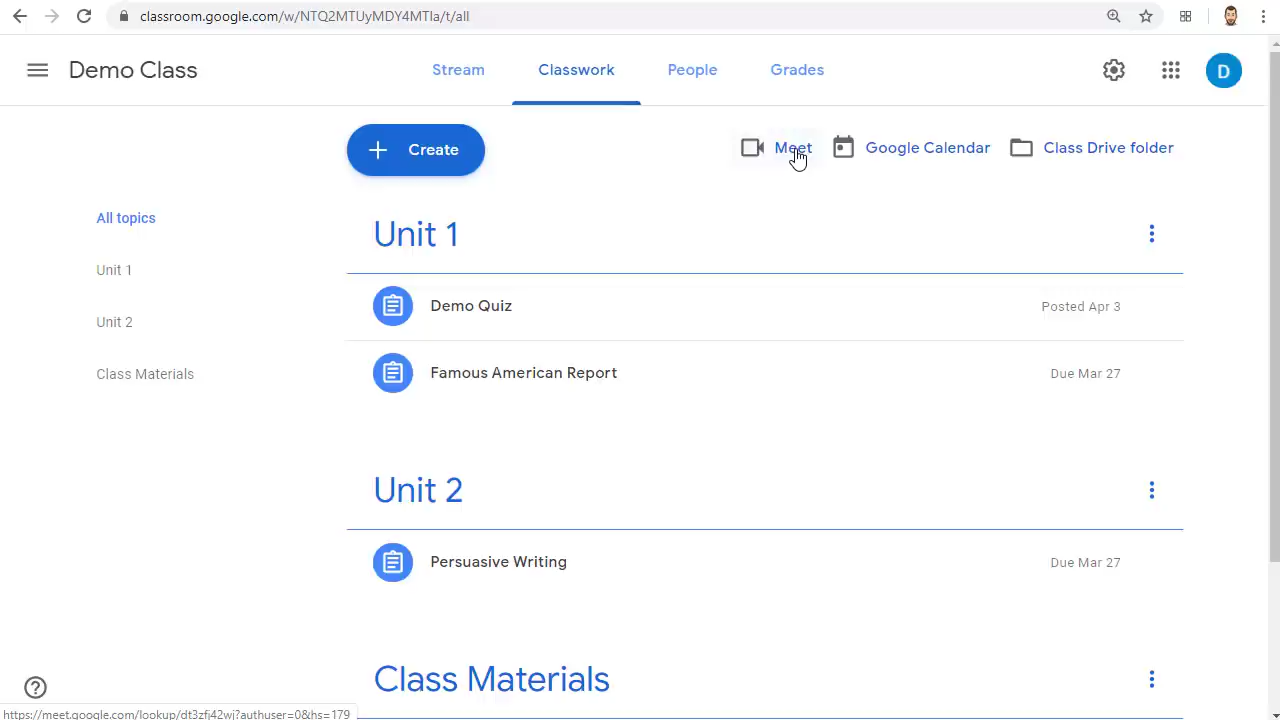 classroom.google.com/w/NTQ2MTUyMDY4MTIa/t/all
Demo Class
Stream
Classwork
People
Grades
D
Create
Meet
Google Calendar
Class Drive folder
All topics
Unit 1
Unit 2
Class Materials
Unit 1
Demo Quiz
Posted Apr 3
Famous American Report
Due Mar 27
Unit 2
Persuasive Writing
Due Mar 27
Class Materials
https://meet.google.com/lookup/dt3zfj42wj?authuser=0&hs=179